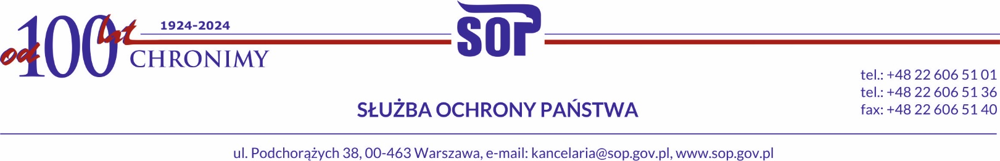 od 100 lat
1924-2024
CHRONIMY
SOP
tel.: +48 22 606 51 01
tel.: +48 22 606 51 36
fax: +48 22 606 51 40
SŁUŻBA OCHRONY PAŃSTWA
ul. Podchorążych 38, 00-463 Warszawa, e-mail: kancelaria@sop.gov.pl, www.sop.gov.pl